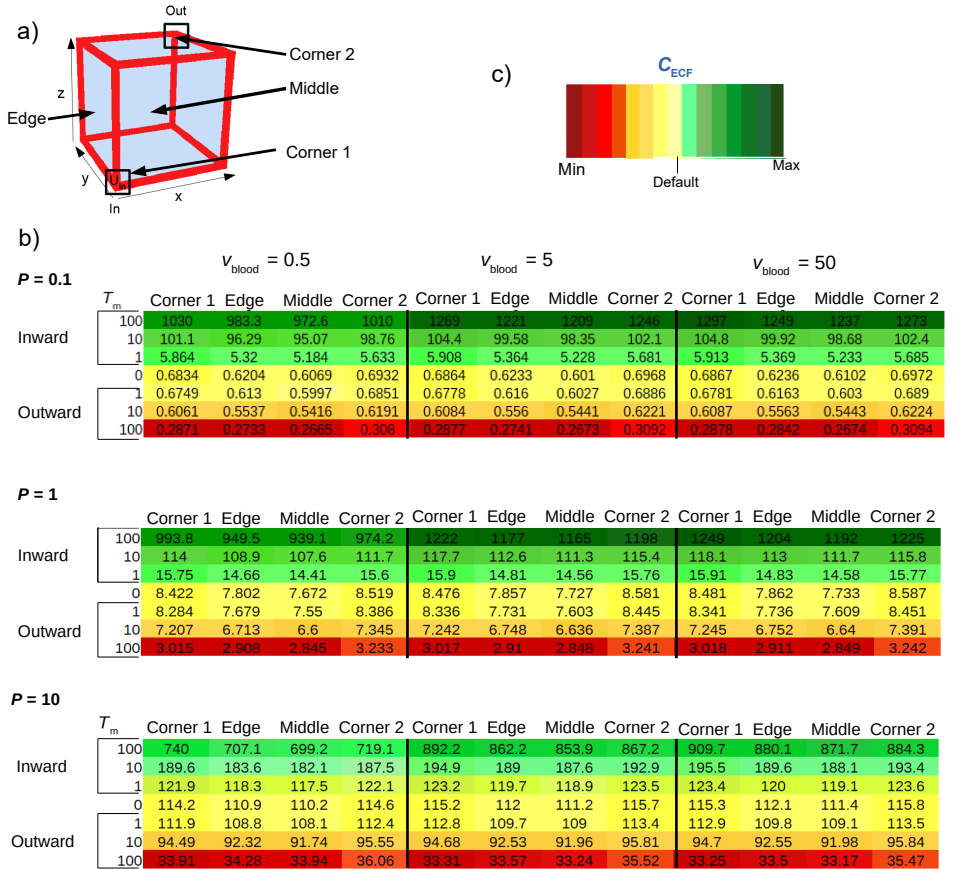 a)
Out
Corner 2
z
Middle
Edge
Corner 1
y
U in
x
In
c)
C ECF
Min
Default
Max
b)
v blood = 0.5
v blood = 5
v blood = 50
P = 0.1
T m Corner 1 Edge Middle Corner 2 Corner 1 Edge Middle Corner 2 Corner 1 Edge Middle Corner 2
Inward
100 1030 983.3 972.6 1010 1269 1221 1209 1246 1297 1249 1237 1273
10 101.1 96.29 95.07 98.76 104.4 99.58 98.35 102.1 104.8 99.92 98.68 102.4
1 5.864 5.32 5.184 5.633 5.908 5.364 5.228 5.681 5.913 5.369 5.233 5.685
0 0.6834 0.6204 0.6069 0.6932 0.6864 0.6233 0.601 0.6968 0.6867 0.6236 0.6102 0.6972
Outward
1 0.6749 0.613 0.5997 0.6851 0.6778 0.616 0.6027 0.6886 0.6781 0.6163 0.603 0.689
10 0.6061 0.5537 0.5416 0.6191 0.6084 0.556 0.5441 0.6221 0.6087 0.5563 0.5443 0.6224
100 0.2871 0.2733 0.2665 0.308 0.2877 0.2741 0.2673 0.3092 0.2878 0.2842 0.2674 0.3094
P = 1
Corner 1 Edge Middle Corner 2 Corner 1 Edge Middle Corner 2 Corner 1 Edge Middle Corner 2
Inward
100 993.8 949.5 939.1 974.2 1222 1177 1165 1198 1249 1204 1192 1225
10 114 108.9 107.6 111.7 117.7 112.6 111.3 115.4 118.1 113 111.7 115.8
1 15.75 14.66 14.41 15.6 15.9 14.81 14.56 15.76 15.91 14.83 14.58 15.77
0 8.422 7.802 7.672 8.519 8.476 7.857 7.727 8.581 8.481 7.862 7.733 8.587
Outward
1 8.284 7.679 7.55 8.386 8.336 7.731 7.603 8.445 8.341 7.736 7.609 8.451
10 7.207 6.713 6.6 7.345 7.242 6.748 6.636 7.387 7.245 6.752 6.64 7.391
100 3.015 2.908 2.845 3.233 3.017 2.91 2.848 3.241 3.018 2.911 2.849 3.242
P = 10
T m Corner 1 Edge Middle Corner 2 Corner 1 Edge Middle Corner 2 Corner 1 Edge Middle Corner 2
Inward
100 740 707.1 699.2 719.1 892.2 862.2 853.9 867.2 909.7 880.1 871.7 884.3
10 189.6 183.6 182.1 187.5 194.9 189 187.6 192.9 195.5 189.6 188.1 193.4
1 121.9 118.3 117.5 122.1 123.2 119.7 118.9 123.5 123.4 120 119.1 123.6
0 114.2 110.9 110.2 114.6 115.2 112 111.2 115.7 115.3 112.1 111.4 115.8
Outward
1 111.9 108.8 108.1 112.4 112.8 109.7 109 113.4 112.9 109.8 109.1 113.5
10 94.49 92.32 91.74 95.55 94.68 92.53 91.96 95.81 94.7 92.55 91.98 95.84
100 33.91 34.28 33.94 36.06 33.31 33.57 33.24 35.52 33.25 33.5 33.17 35.47